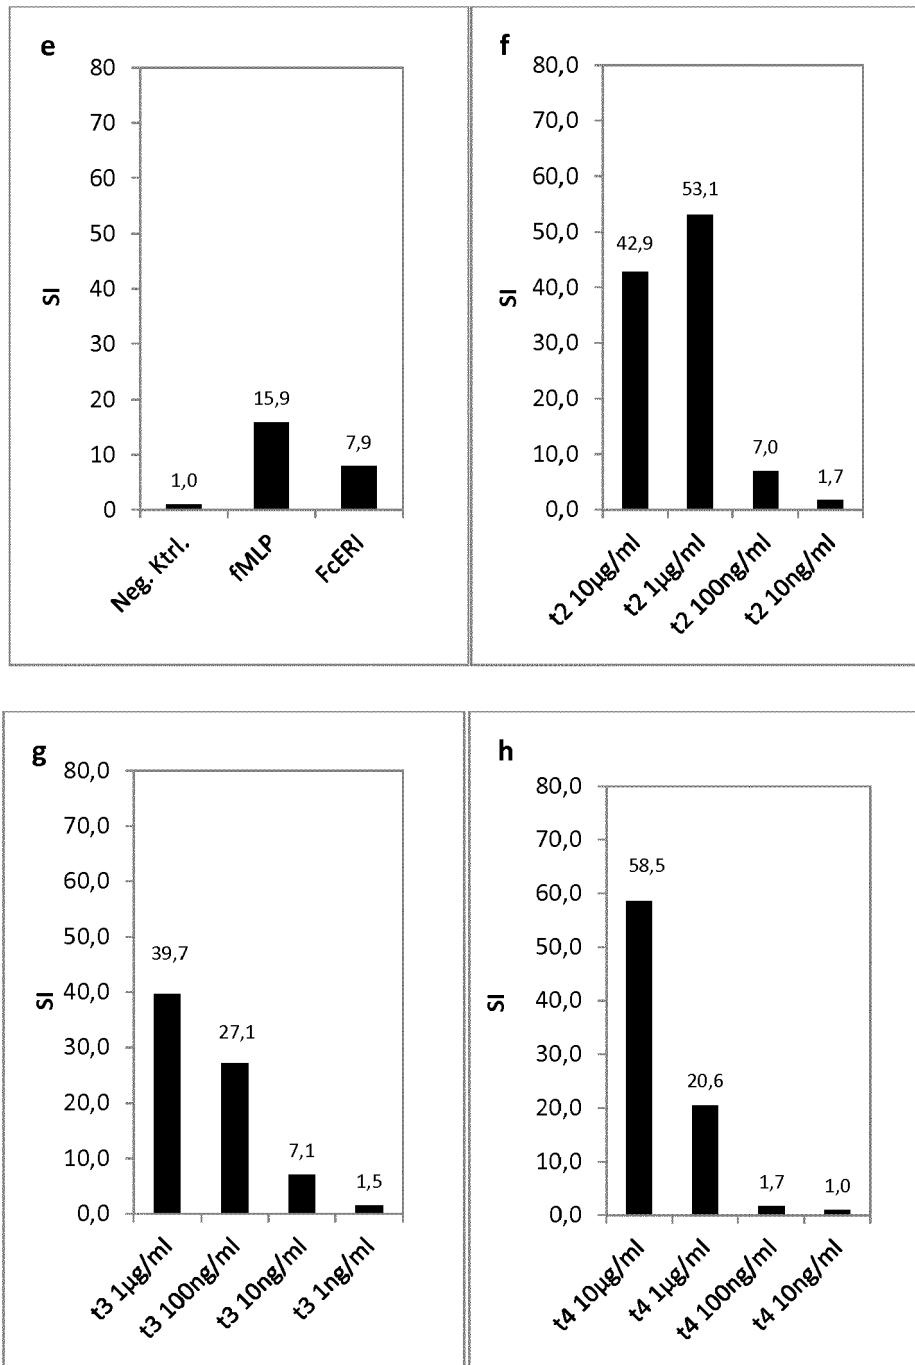 e
80
70
60
50
40
30
20
10
0
SI
1,0
15,9
7,9
Neg. Ktrl.
fMLP
FcERI
f
80,0
70,0
60,0
50,0
40,0
30,0
20,0
10,0
0,0
SI
42,9
53,1
7,0
1,7
t2 10µg/ml
t2 1µg/ml
t2 100ng/ml
t2 10ng/ml
g
80,0
70,0
60,0
50,0
40,0
30,0
20,0
10,0
0,0
SI
39,7
27,1
7,1
1,5
t3 1µg/ml
t3 100ng/ml
t3 10ng/ml
t3 1ng/ml
h
80,0
70,0
60,0
50,0
40,0
30,0
20,0
10,0
0,0
SI
58,5
20,6
1,7
1,0
t4 10µg/ml
t4 1µg/ml
t4 100ng/ml
t4 10ng/ml